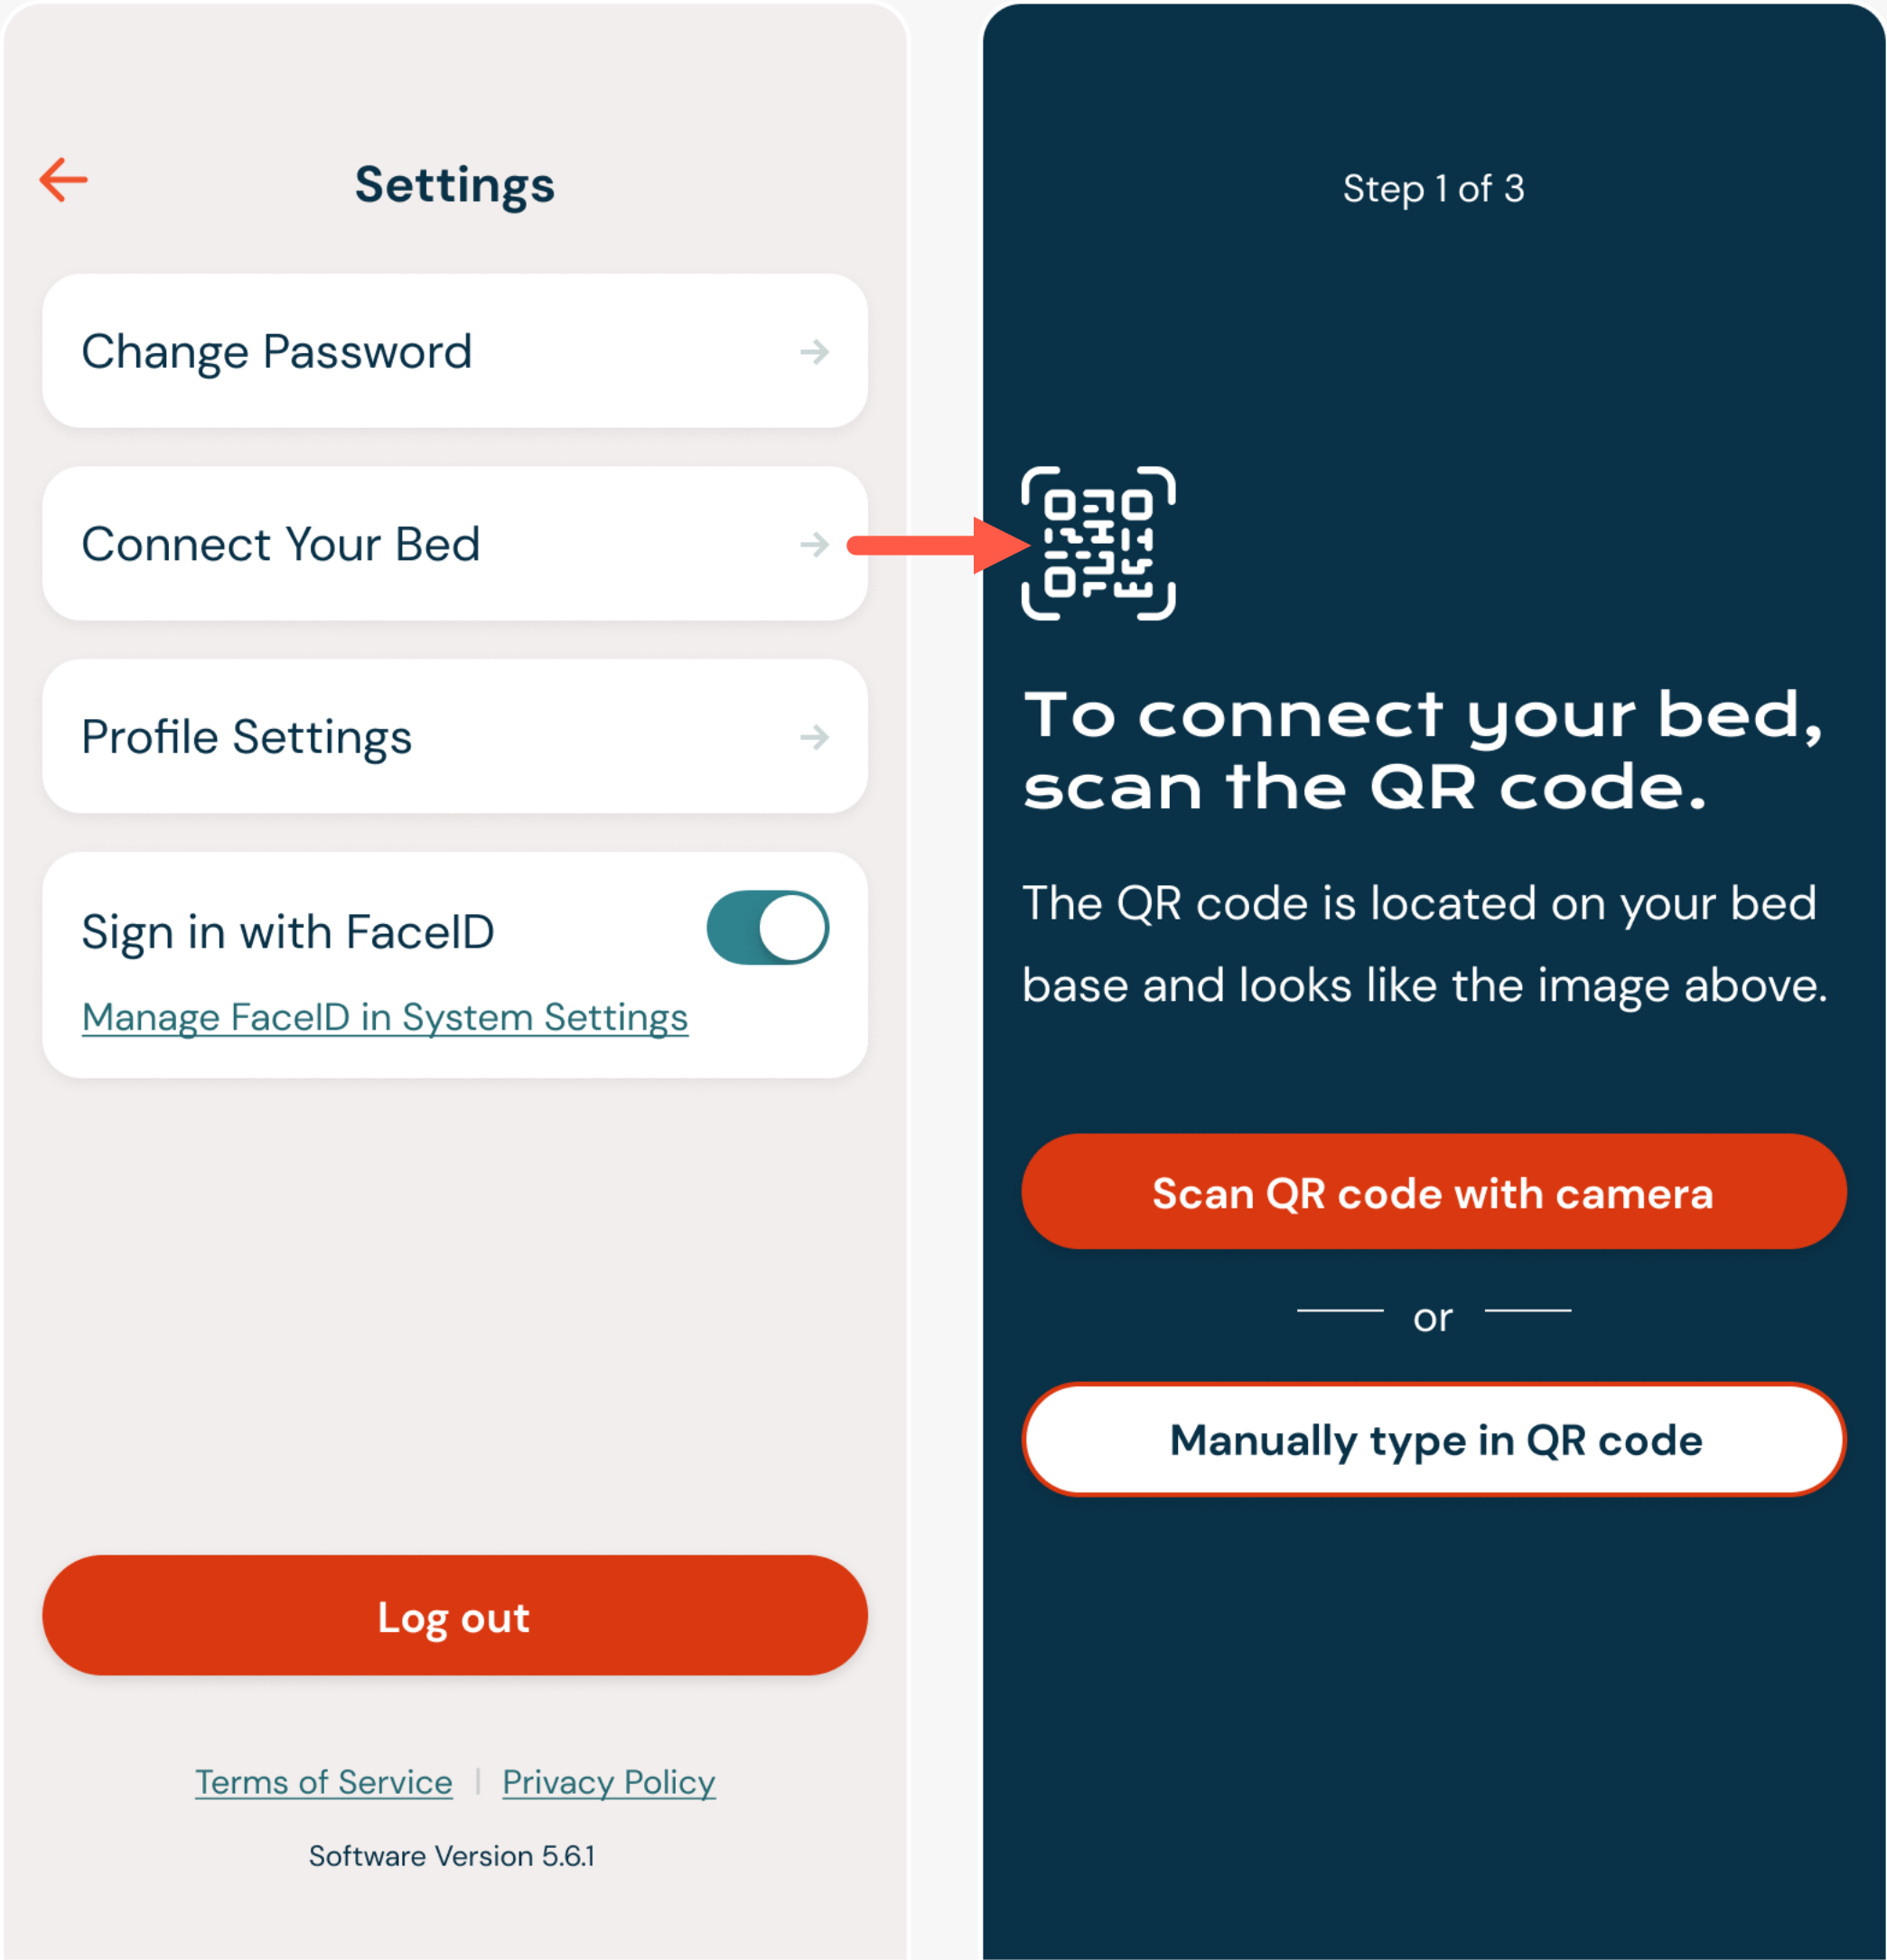 Settings
Change Password
Connect Your Bed
Profile Settings
Sign in with FaceID
Manage FaceID in System Settings
Log out
Terms of Service | Privacy Policy
Software Version 5.6.1
Step 1 of 3
To connect your bed,
scan the QR code.
The QR code is located on your bed
base and looks like the image above.
Scan QR code with camera
or
Manually type in QR code